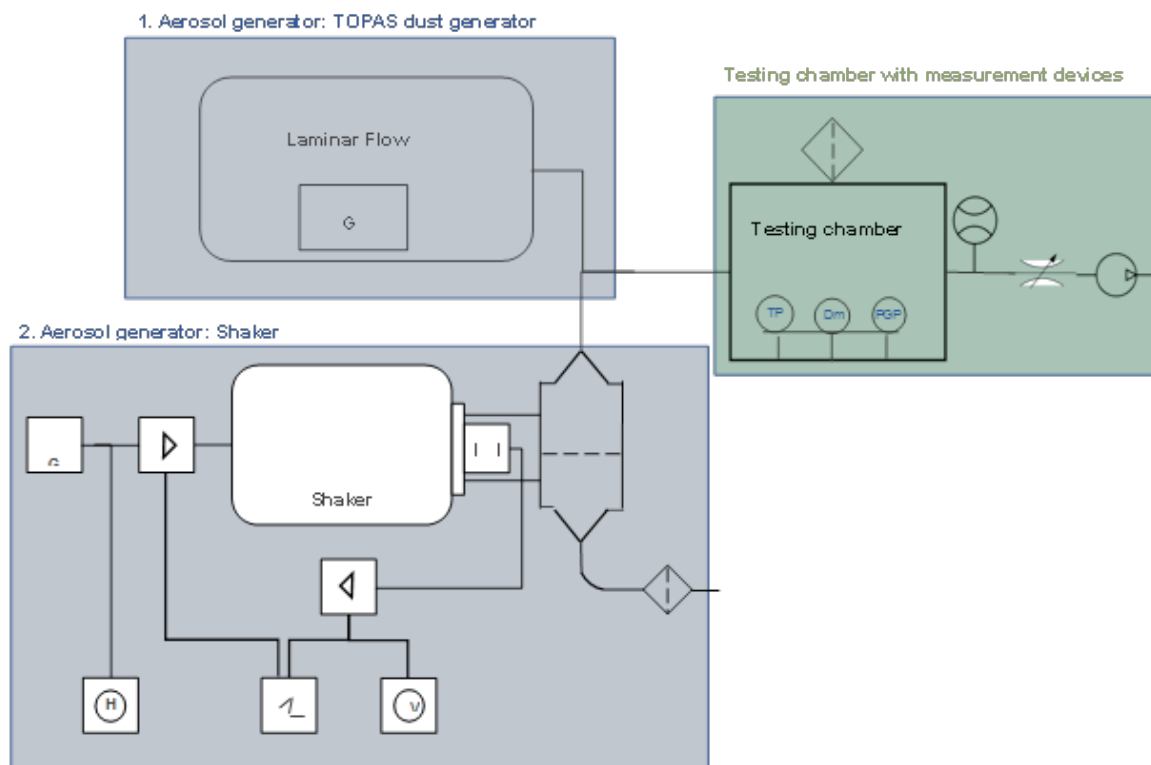 1. Aerosol generator: TOPAS dust generator
Laminar Flow
G
Testing chamber with measurement devices
Testing chamber
TP
Dm
PGP
2. Aerosol generator: Shaker
G
Shaker
H
V